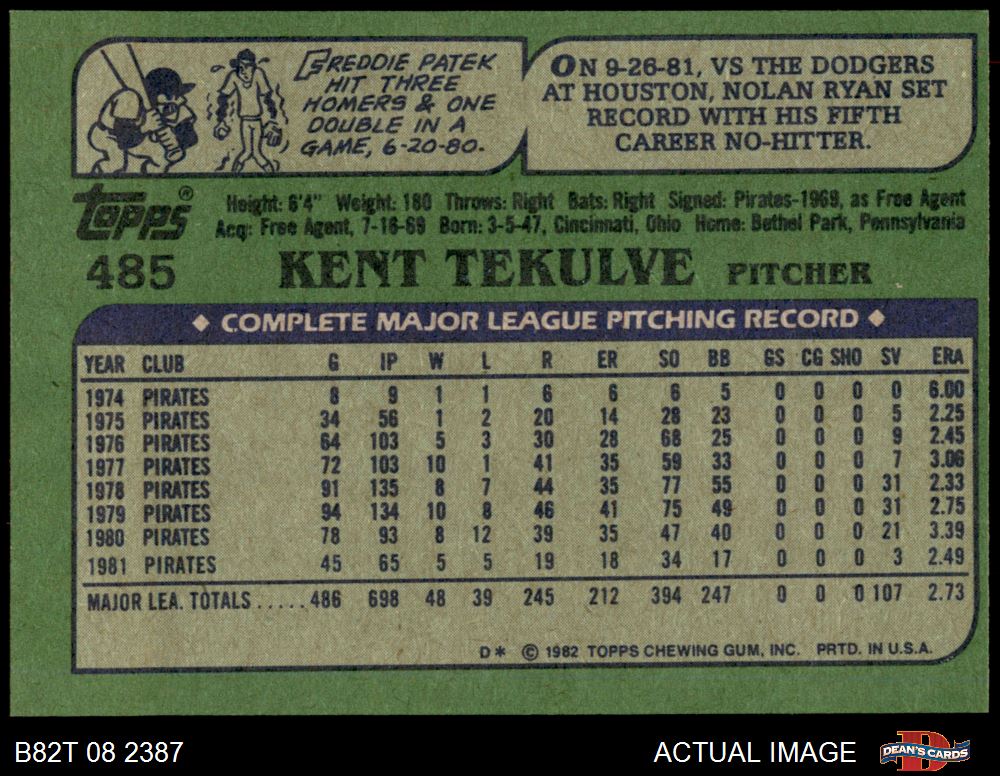 FREDDIE PATEK
HIT THREE
HOMERS & ONE
DOUBLE IN A
GAME, 6-20-80.
ON 9-26-81, VS THE DODGERS
AT HOUSTON, NOLAN RYAN SET
RECORD WITH HIS FIFTH
CAREER NO-HITTER.
Topps®
Height: 6'4" Weight: 180 Throws: Right Bats: Right Signed: Pirates-1969, as Free Agent
Acq: Free Agent, 7-16-69 Born: 3-5-47, Cincinnati, Ohio Home: Bethel Park, Pennsylvania
485 KENT TEKULVE PITCHER
◆ COMPLETE MAJOR LEAGUE PITCHING RECORD ◆
YEAR CLUB G IP W L R ER SO BB GS CG SHO SV ERA
1974 PIRATES 8 9 1 1 6 6 6 5 0 0 0 0 6.00
1975 PIRATES 34 56 1 2 20 14 28 23 0 0 0 5 2.25
1976 PIRATES 64 103 5 3 30 28 68 25 0 0 0 9 2.45
1977 PIRATES 72 103 10 1 41 35 59 33 0 0 0 7 3.06
1978 PIRATES 91 135 8 7 44 35 77 55 0 0 0 31 2.33
1979 PIRATES 94 134 10 8 46 41 75 49 0 0 0 31 2.75
1980 PIRATES 78 93 8 12 39 35 47 40 0 0 0 21 3.39
1981 PIRATES 45 65 5 5 19 18 34 17 0 0 0 3 2.49
MAJOR LEA. TOTALS.....486 698 48 39 245 212 394 247 0 0 0 107 2.73
D* © 1982 TOPPS CHEWING GUM, INC. PRTD. IN U.S.A.
B82T 08 2387 ACTUAL IMAGE DEAN'S CARDS